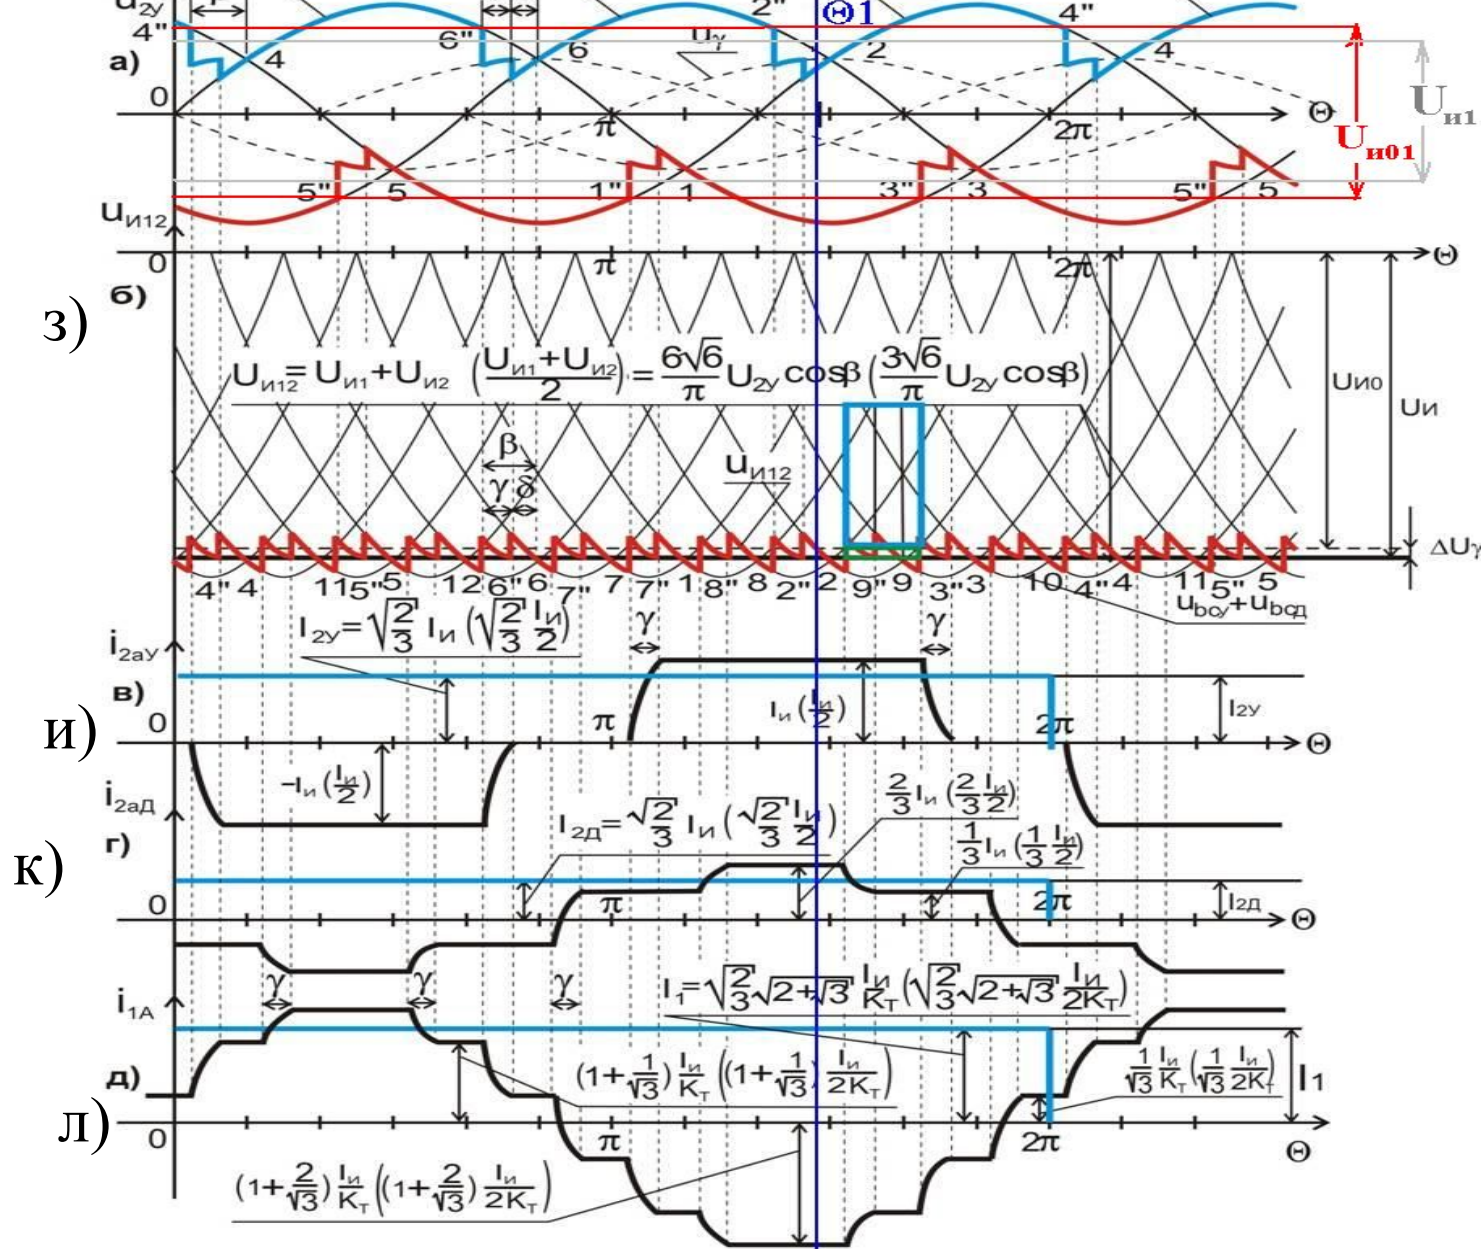 u₂У
4" 2" Θ1 4"
6" uγ
а) 4 6 2 4
0 π 2π Θ
Uи1
Uи01
5" 5 1" 1 3" 3 5" 5
uИ12
0 π 2π Θ
б)
з)
UИ12 = UИ1 + UИ2 ((UИ1 + UИ2)/2) = 6√6/π U2У cosβ (3√6/π U2У cosβ)
UИ0
UИ
β
uИ12
γ δ
ΔUγ
4" 4 11 5" 5 12 6" 6 7" 7 7" 1 8" 8 2" 2 9" 9 3" 3 10 4" 4 11 5" 5
ubcу + ubcд
I2У = √(2/3) Iи (√(2/3) Iи/2)
γ γ
i2аУ
в)
0 π Iи (Iи/2) 2π I2У
и) Θ
−Iи (Iи/2)
i2аД
2/3 Iи (2/3 Iи/2)
I2Д = √2/3 Iи (√2/3 Iи/2)
г) 1/3 Iи (1/3 Iи/2)
к)
0 π 2π I2Д Θ
γ γ γ
I1 = √(2/3) √(2+√3) Iи/Kт (√(2/3) √(2+√3) Iи/2Kт)
i1А
(1+1/√3) Iи/Kт ((1+1/√3) Iи/2Kт)
1/√3 Iи/Kт (1/√3 Iи/2Kт) I1
д)
л)
0 π 2π Θ
(1+2/√3) Iи/Kт ((1+2/√3) Iи/2Kт)